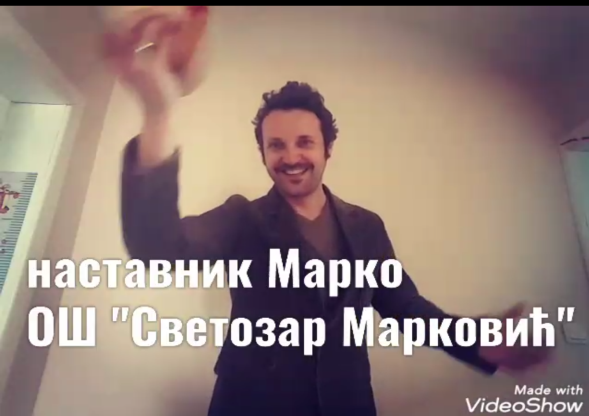 наставник Марко
ОШ "Светозар Марковић"
Made with
VideoShow